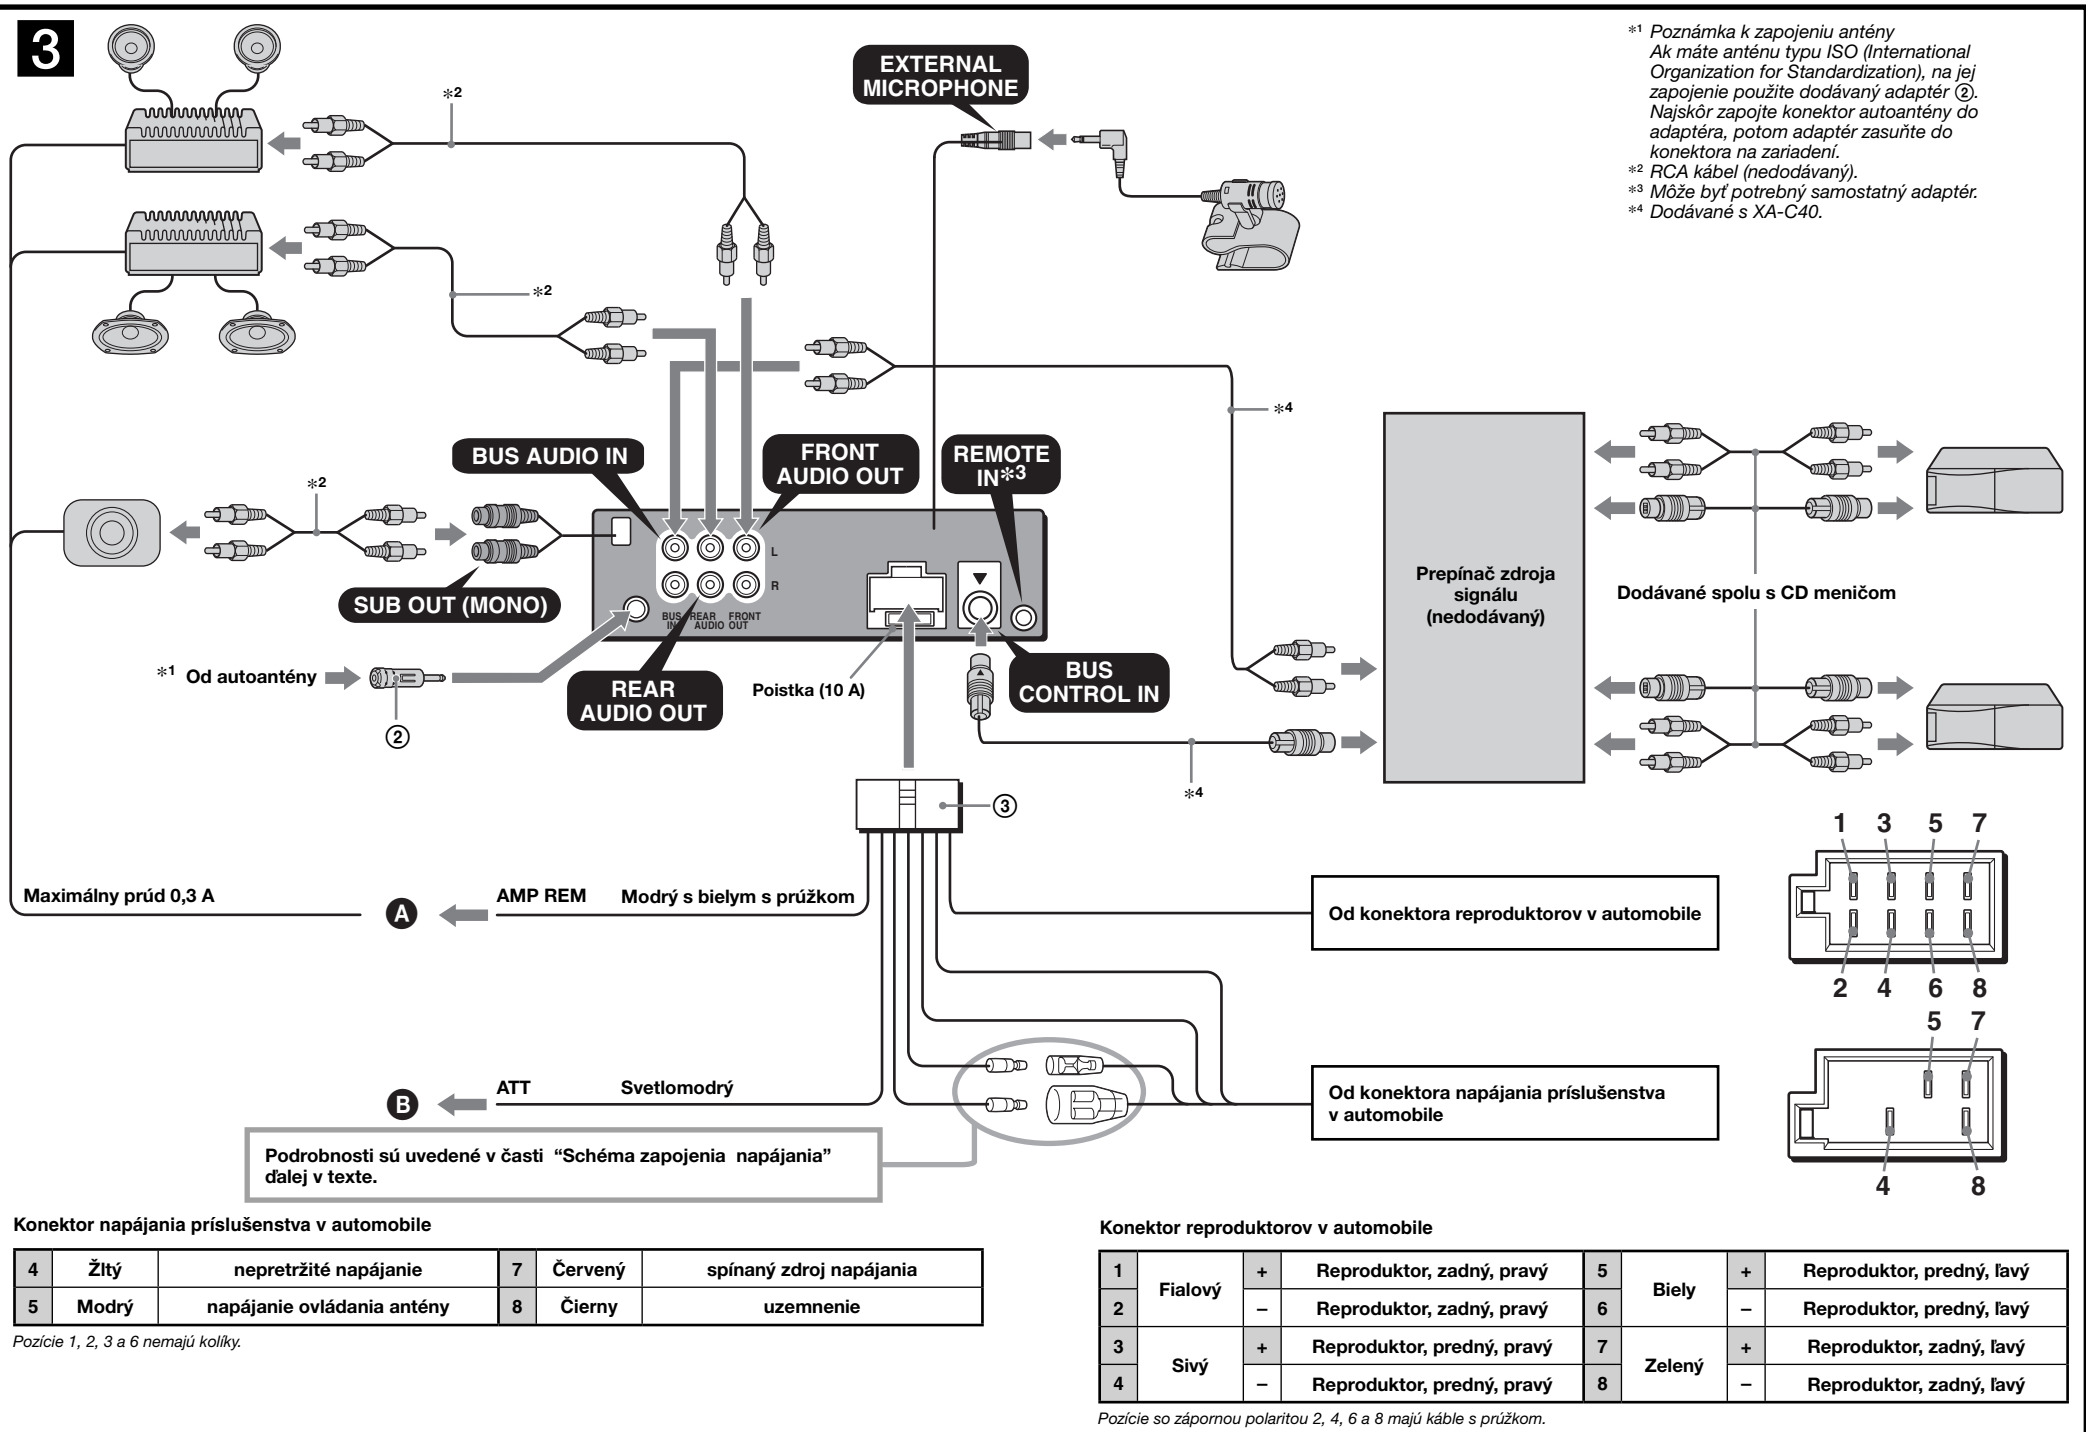 3
*1 Poznámka k zapojeniu antény
Ak máte anténu typu ISO (International
Organization for Standardization), na jej
zapojenie použite dodávaný adaptér ②.
Najskôr zapojte konektor autoantény do
adaptéra, potom adaptér zasuňte do
konektora na zariadení.
*2 RCA kábel (nedodávaný).
*3 Môže byť potrebný samostatný adaptér.
*4 Dodávané s XA-C40.
EXTERNAL
MICROPHONE
*2
*2
*4
BUS AUDIO IN
FRONT
AUDIO OUT
REMOTE
IN*3
*2
L
R
SUB OUT (MONO)
BUS REAR FRONT
IN AUDIO OUT
Prepínač zdroja
signálu
(nedodávaný)
Dodávané spolu s CD meničom
*1 Od autoantény
②
REAR
AUDIO OUT
Poistka (10 A)
BUS
CONTROL IN
*4
③
1 3 5 7
2 4 6 8
Maximálny prúd 0,3 A
A
AMP REM Modrý s bielym s prúžkom
Od konektora reproduktorov v automobile
5 7
4 8
B
ATT Svetlomodrý
Od konektora napájania príslušenstva
v automobile
Podrobnosti sú uvedené v časti “Schéma zapojenia napájania”
ďalej v texte.
Konektor napájania príslušenstva v automobile
4 Žltý nepretržité napájanie 7 Červený spínaný zdroj napájania
5 Modrý napájanie ovládania antény 8 Čierny uzemnenie
Pozície 1, 2, 3 a 6 nemajú kolíky.
Konektor reproduktorov v automobile
1 Fialový + Reproduktor, zadný, pravý 5 Biely + Reproduktor, predný, ľavý
2 – Reproduktor, zadný, pravý 6 – Reproduktor, predný, ľavý
3 Sivý + Reproduktor, predný, pravý 7 Zelený + Reproduktor, zadný, ľavý
4 – Reproduktor, predný, pravý 8 – Reproduktor, zadný, ľavý
Pozície so zápornou polaritou 2, 4, 6 a 8 majú káble s prúžkom.